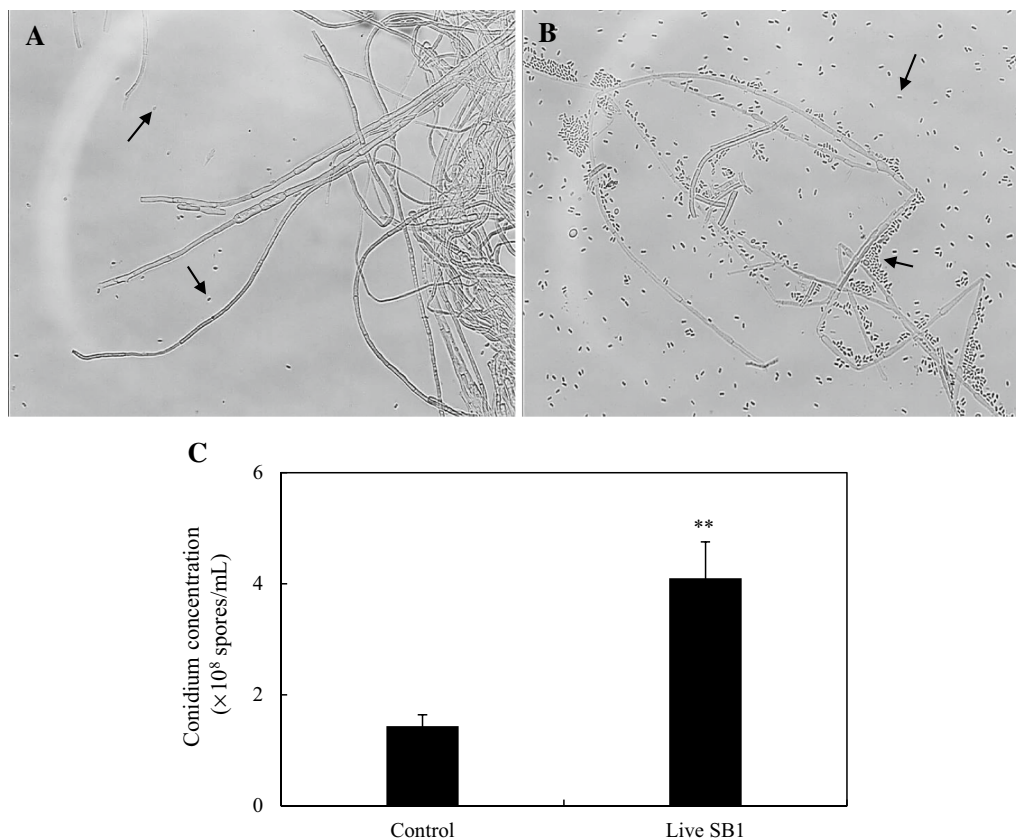 A
B
C
6
4
2
0
Conidium concentration
(×10⁸ spores/mL)
**
Control
Live SB1